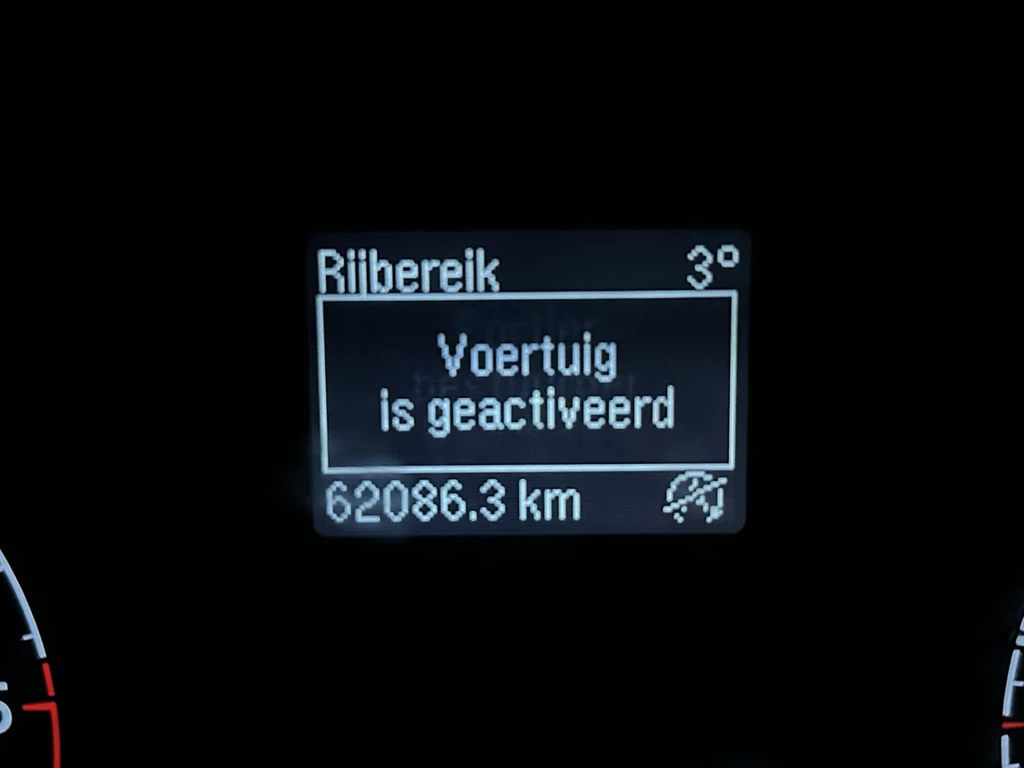 Rijbereik 3°
Voertuig
is geactiveerd
62086.3 km